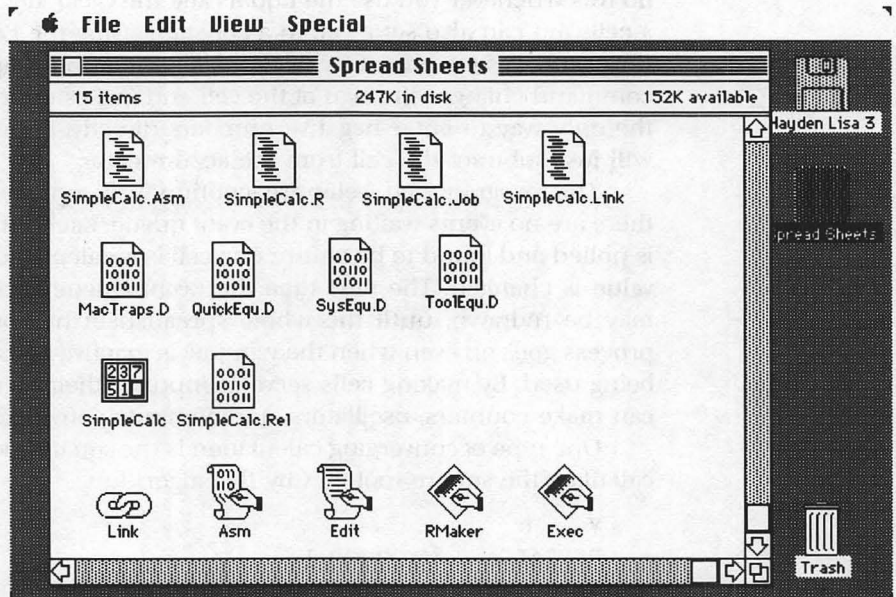 File Edit View Special
Spread Sheets
15 items 247K in disk 152K available
Hayden Lisa 3
SimpleCalc.Asm SimpleCalc.R SimpleCalc.Job SimpleCalc.Link
Spread Sheets
MacTraps.D QuickEqu.D SysEqu.D ToolEqu.D
SimpleCalc SimpleCalc.Rel
Link Asm Edit RMaker Exec
Trash